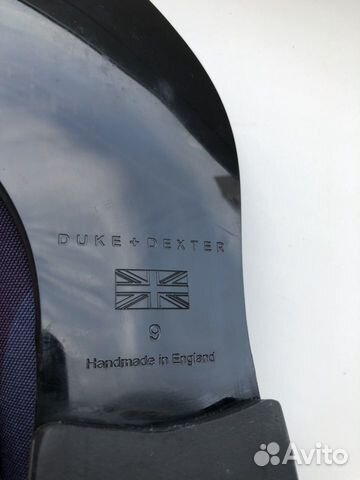 DUKE + DEXTER
9
Handmade in England
Avito